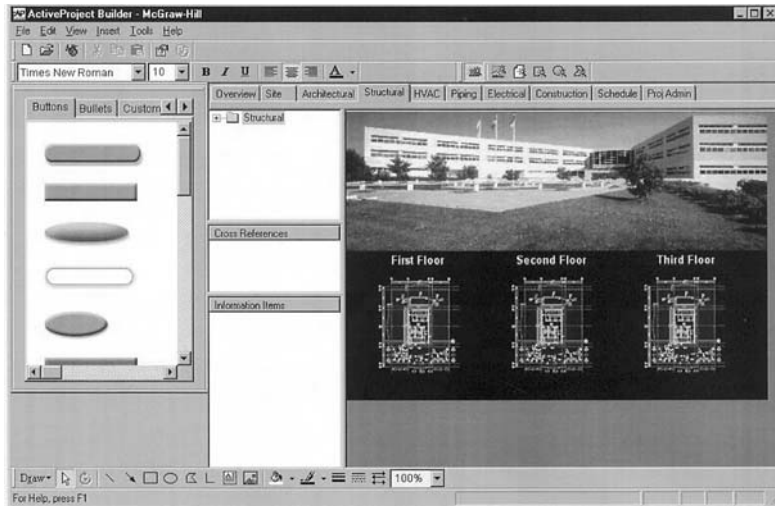 ActiveProject Builder - McGraw-Hill
File Edit View Insert Tools Help
Times New Roman 10 B I U A
Overview Site Architectural Structural HVAC Piping Electrical Construction Schedule Proj Admin
Buttons Bullets Custom
Structural
Cross References
Information Items
First Floor Second Floor Third Floor
Draw 100%
For Help, press F1